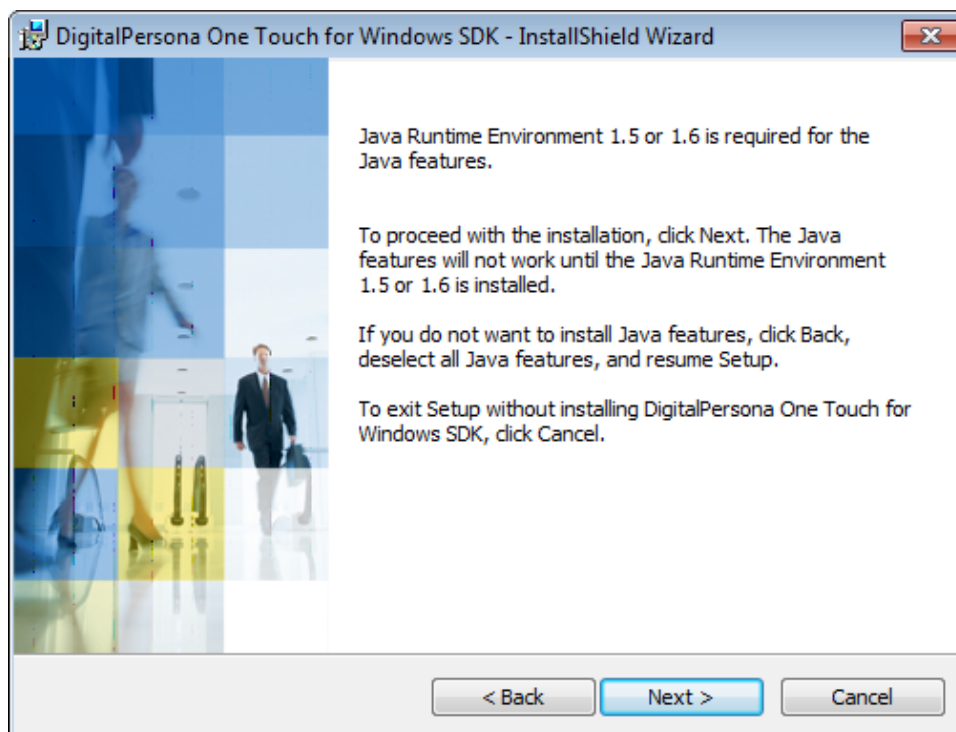 DigitalPersona One Touch for Windows SDK - InstallShield Wizard
Java Runtime Environment 1.5 or 1.6 is required for the
Java features.
To proceed with the installation, click Next. The Java
features will not work until the Java Runtime Environment
1.5 or 1.6 is installed.
If you do not want to install Java features, click Back,
deselect all Java features, and resume Setup.
To exit Setup without installing DigitalPersona One Touch for
Windows SDK, click Cancel.
< Back
Next >
Cancel